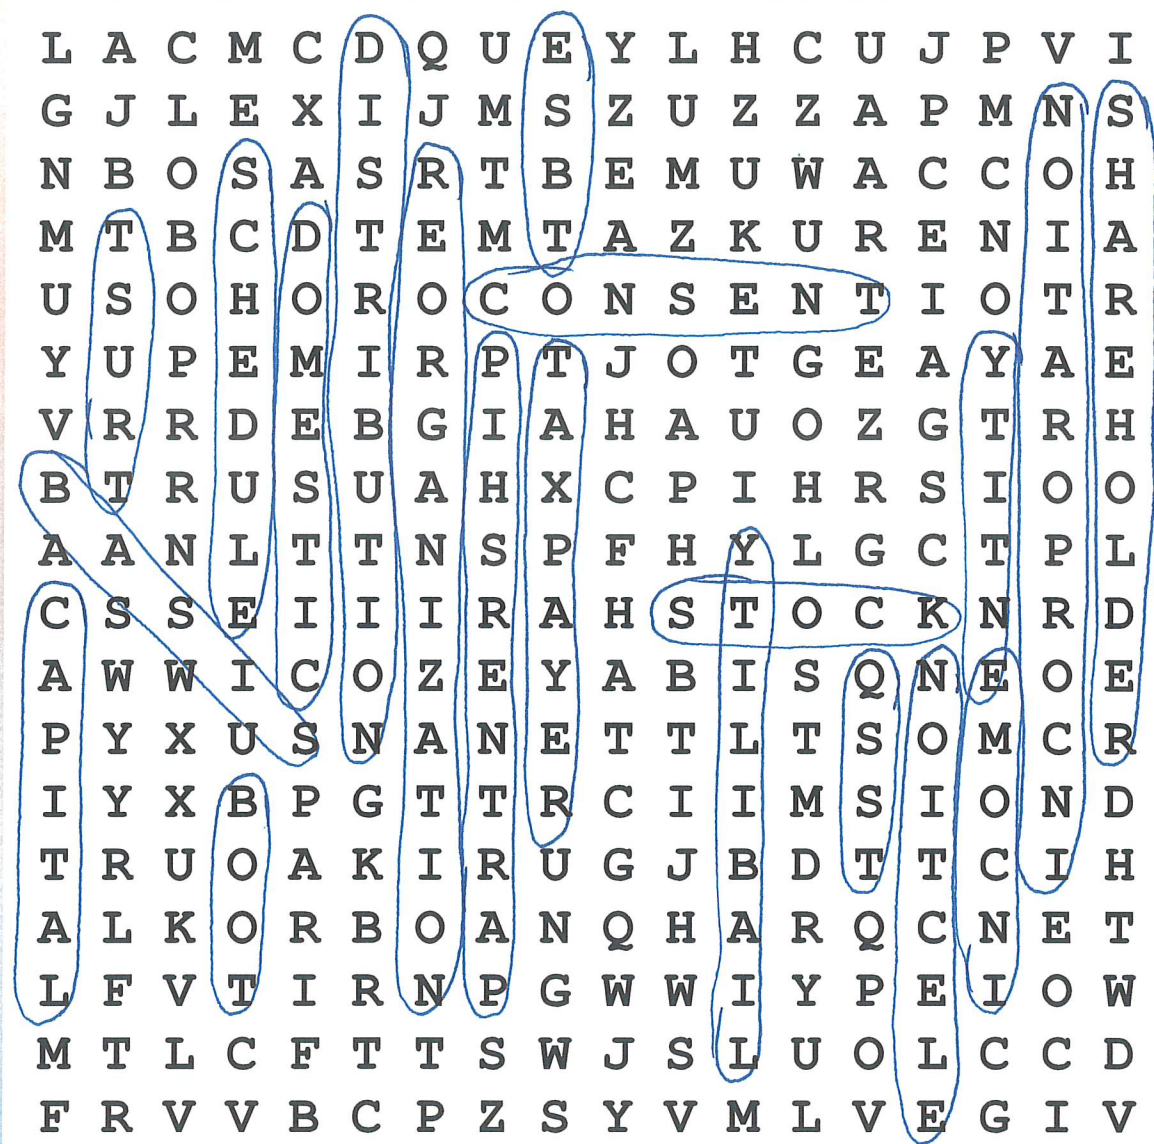 L A C M C D Q U E Y L H C U J P V I
G J L E X I J M S Z U Z Z A P M N S
N B O S A S R T B E M U W A C C O H
M T B C D T E M T A Z K U R E N I A
U S O H O R O C O N S E N T I O T R
Y U P E M I R P T J O T G E A Y A E
V R R D E B G I A H A U O Z G T R H
B T R U S U A H X C P I H R S I O O
A A N L T T N S P F H Y L G C T P L
C S S E I I I R A H S T O C K N R D
A W W I C O Z E Y A B I S Q N E O E
P Y X U S N A N E T T L T S O M C R
I Y X B P G T T R C I I M S I O N D
T R U O A K I R U G J B D T T C I H
A L K O R B O A N Q H A R Q C N E T
L F V T I R N P G W W I Y P E I O W
M T L C F T T S W J S L U O L C C D
F R V V B C P Z S Y V M L V E G I V